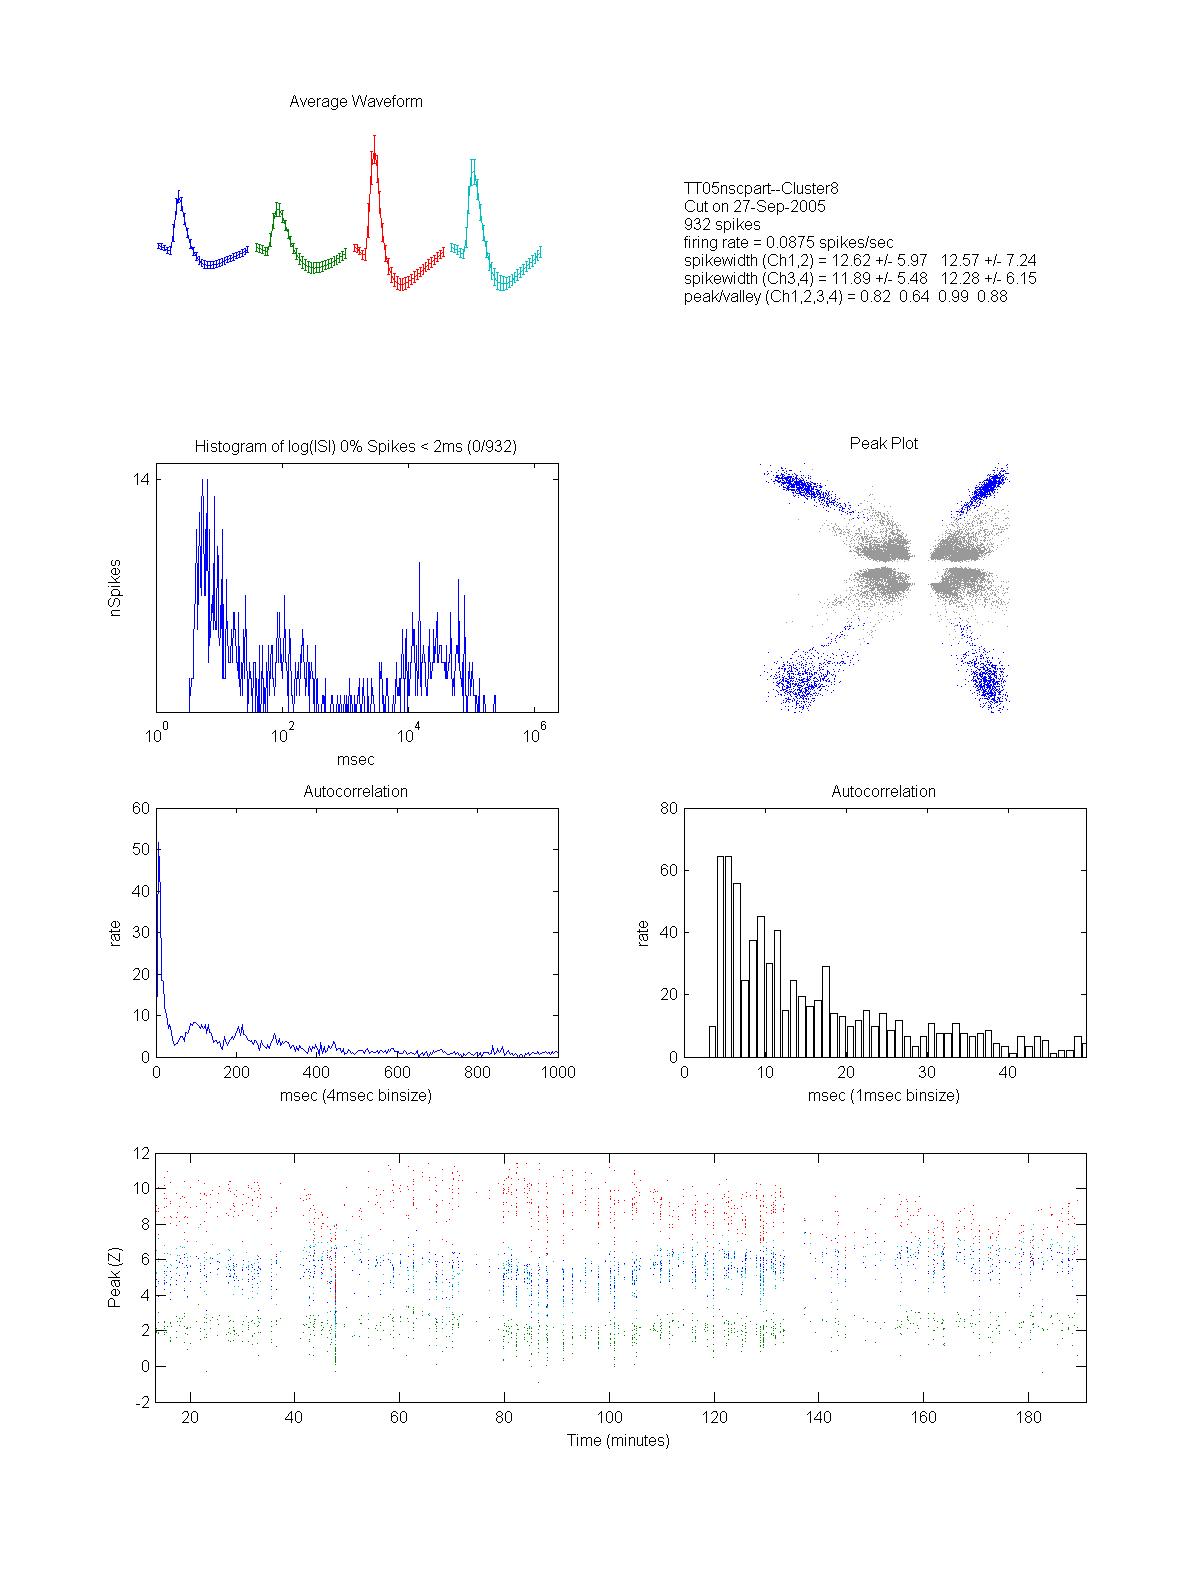 Average Waveform
TT05nscpart--Cluster8
Cut on 27-Sep-2005
932 spikes
firing rate = 0.0875 spikes/sec
spikewidth (Ch1,2) = 12.62 +/- 5.97 12.57 +/- 7.24
spikewidth (Ch3,4) = 11.89 +/- 5.48 12.28 +/- 6.15
peak/valley (Ch1,2,3,4) = 0.82 0.64 0.99 0.88
Histogram of log(ISI) 0% Spikes < 2ms (0/932)
14
nSpikes
10^0 10^2 10^4 10^6
msec
Peak Plot
Autocorrelation
60
50
40
30
20
10
0
rate
0 200 400 600 800 1000
msec (4msec binsize)
Autocorrelation
80
60
40
20
0
rate
0 10 20 30 40
msec (1msec binsize)
12
10
8
6
4
2
0
-2
Peak (Z)
20 40 60 80 100 120 140 160 180
Time (minutes)